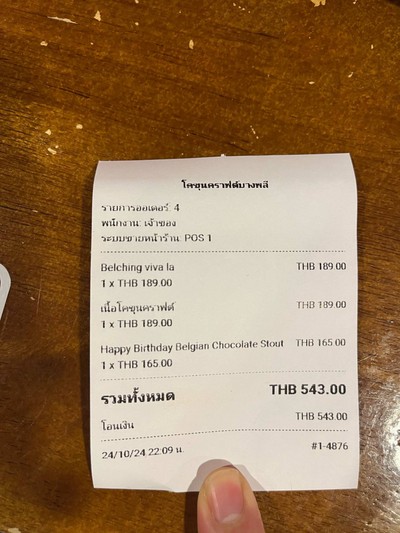 โคขุนคราฟต์บางพลี
รายการออเดอร์: 4
พนักงาน: เจ้าของ
ระบบขายหน้าร้าน: POS 1
Belching viva la THB 189.00
1 x THB 189.00
เนื้อโคขุนคราฟต์ THB 189.00
1 x THB 189.00
Happy Birthday Belgian Chocolate Stout THB 165.00
1 x THB 165.00
รวมทั้งหมด THB 543.00
โอนเงิน THB 543.00
24/10/24 22:09 น. #1-4876